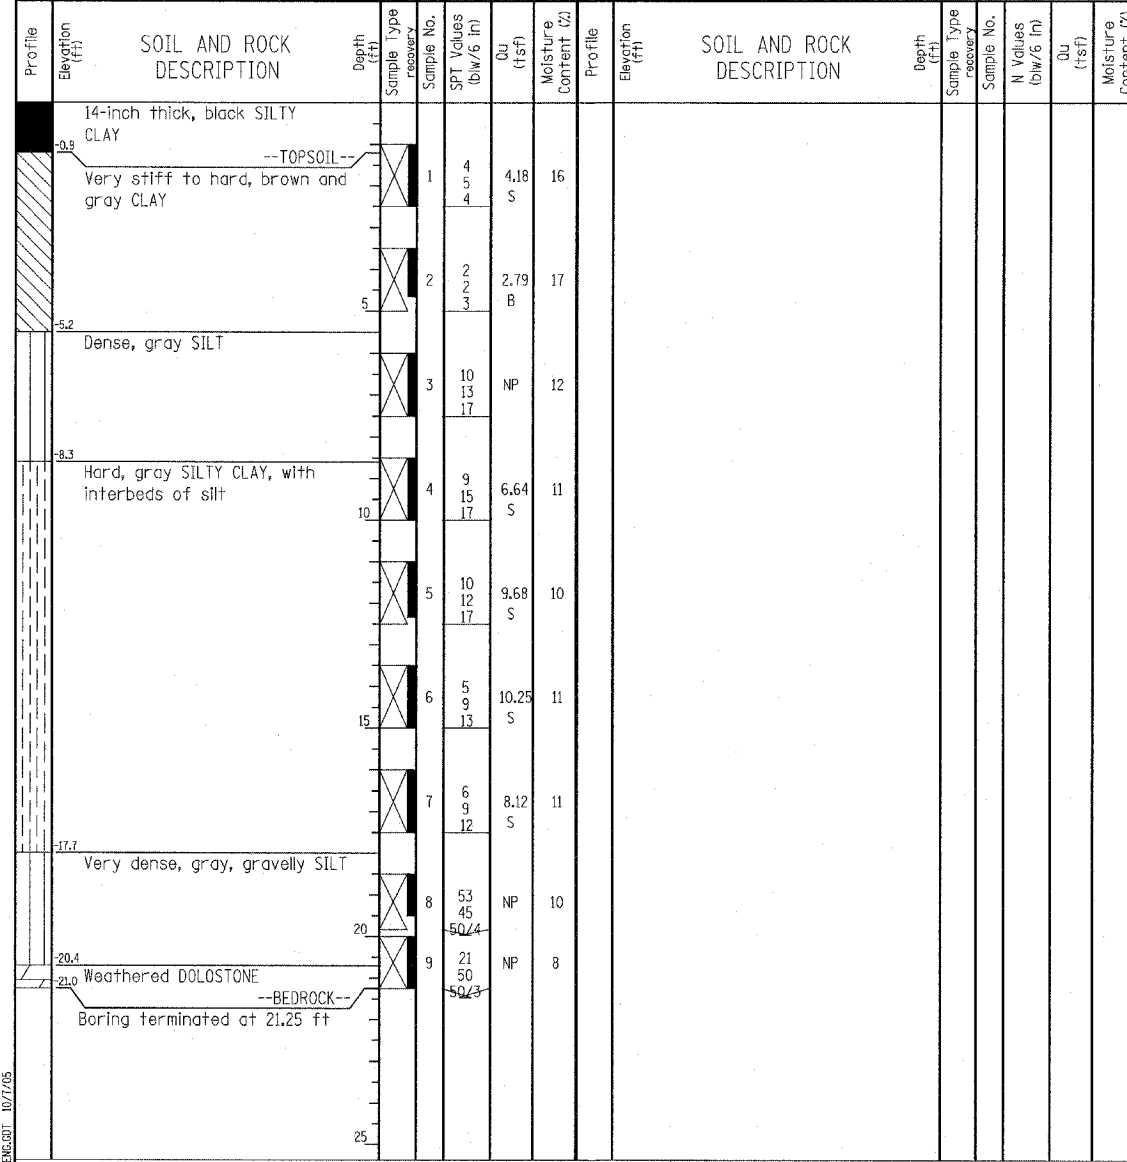 Profile
Elevation
(ft)
SOIL AND ROCK
DESCRIPTION
Depth
(ft)
Sample Type
recovery
Sample No.
SPT Values
(blw/6 in)
Qu
(tsf)
Moisture
Content (%)
Profile
Elevation
(ft)
SOIL AND ROCK
DESCRIPTION
Depth
(ft)
Sample Type
recovery
Sample No.
N Values
(blw/6 in)
Qu
(tsf)
Moisture
Content (%)
14-inch thick, black SILTY
CLAY
-0.9
--TOPSOIL--
Very stiff to hard, brown and
gray CLAY
1
4
5
4
4.18
S
16
2
2
2
3
2.79
B
17
5
-5.2
Dense, gray SILT
3
10
13
17
NP
12
-8.3
Hard, gray SILTY CLAY, with
interbeds of silt
4
9
15
17
6.64
S
11
10
5
10
12
17
9.68
S
10
6
5
9
13
10.25
S
11
15
7
6
9
12
8.12
S
11
-17.7
Very dense, gray, gravelly SILT
8
53
45
50/4
NP
10
20
-20.4
Weathered DOLOSTONE
9
21
50
50/3
NP
8
-21.0
--BEDROCK--
Boring terminated at 21.25 ft
25
ENG.GDT 10/7/05